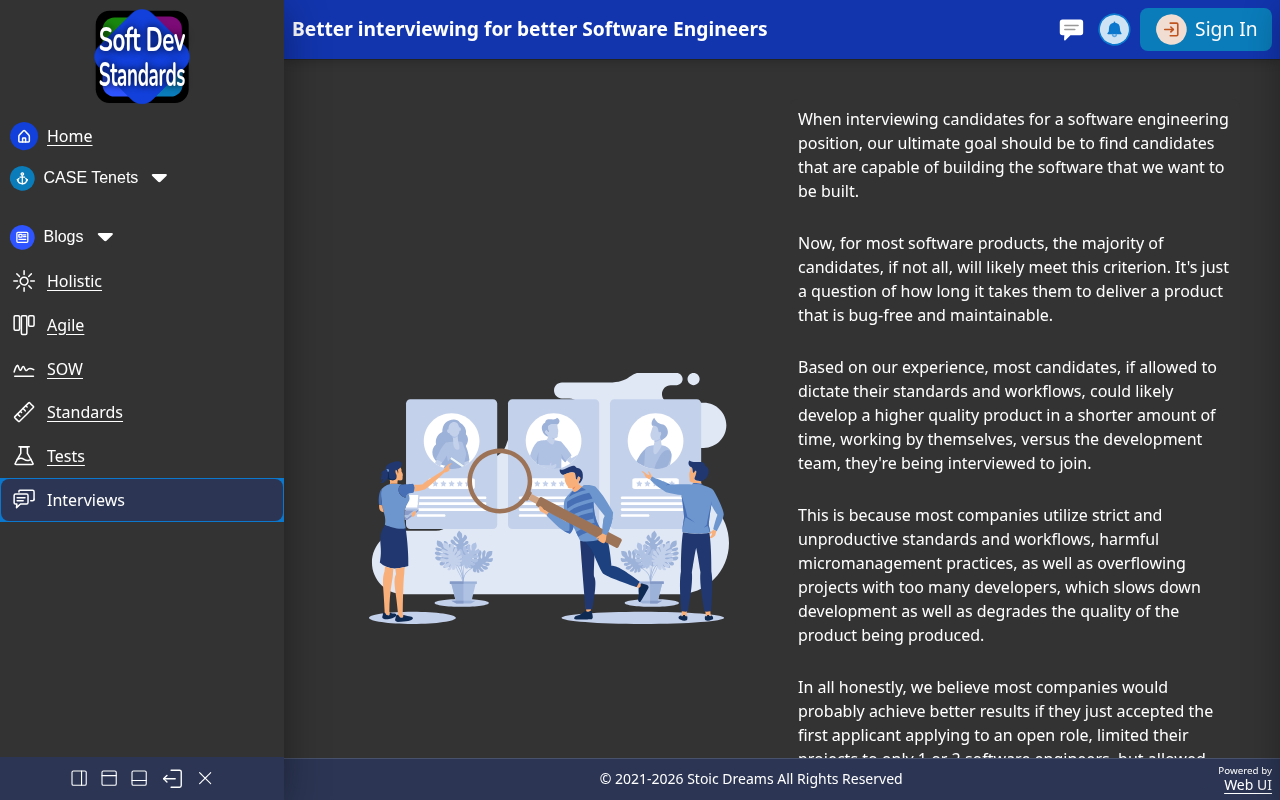 Soft Dev
Standards
Home
CASE Tenets
Blogs
Holistic
Agile
SOW
Standards
Tests
Interviews
Better interviewing for better Software Engineers
Sign In
When interviewing candidates for a software engineering
position, our ultimate goal should be to find candidates
that are capable of building the software that we want to
be built.
Now, for most software products, the majority of
candidates, if not all, will likely meet this criterion. It's just
a question of how long it takes them to deliver a product
that is bug-free and maintainable.
Based on our experience, most candidates, if allowed to
dictate their standards and workflows, could likely
develop a higher quality product in a shorter amount of
time, working by themselves, versus the development
team, they're being interviewed to join.
This is because most companies utilize strict and
unproductive standards and workflows, harmful
micromanagement practices, as well as overflowing
projects with too many developers, which slows down
development as well as degrades the quality of the
product being produced.
In all honestly, we believe most companies would
probably achieve better results if they just accepted the
first applicant applying to an open role, limited their
projects to only 1 or 2 software engineers, but allowed
© 2021-2026 Stoic Dreams All Rights Reserved
Powered by
Web UI